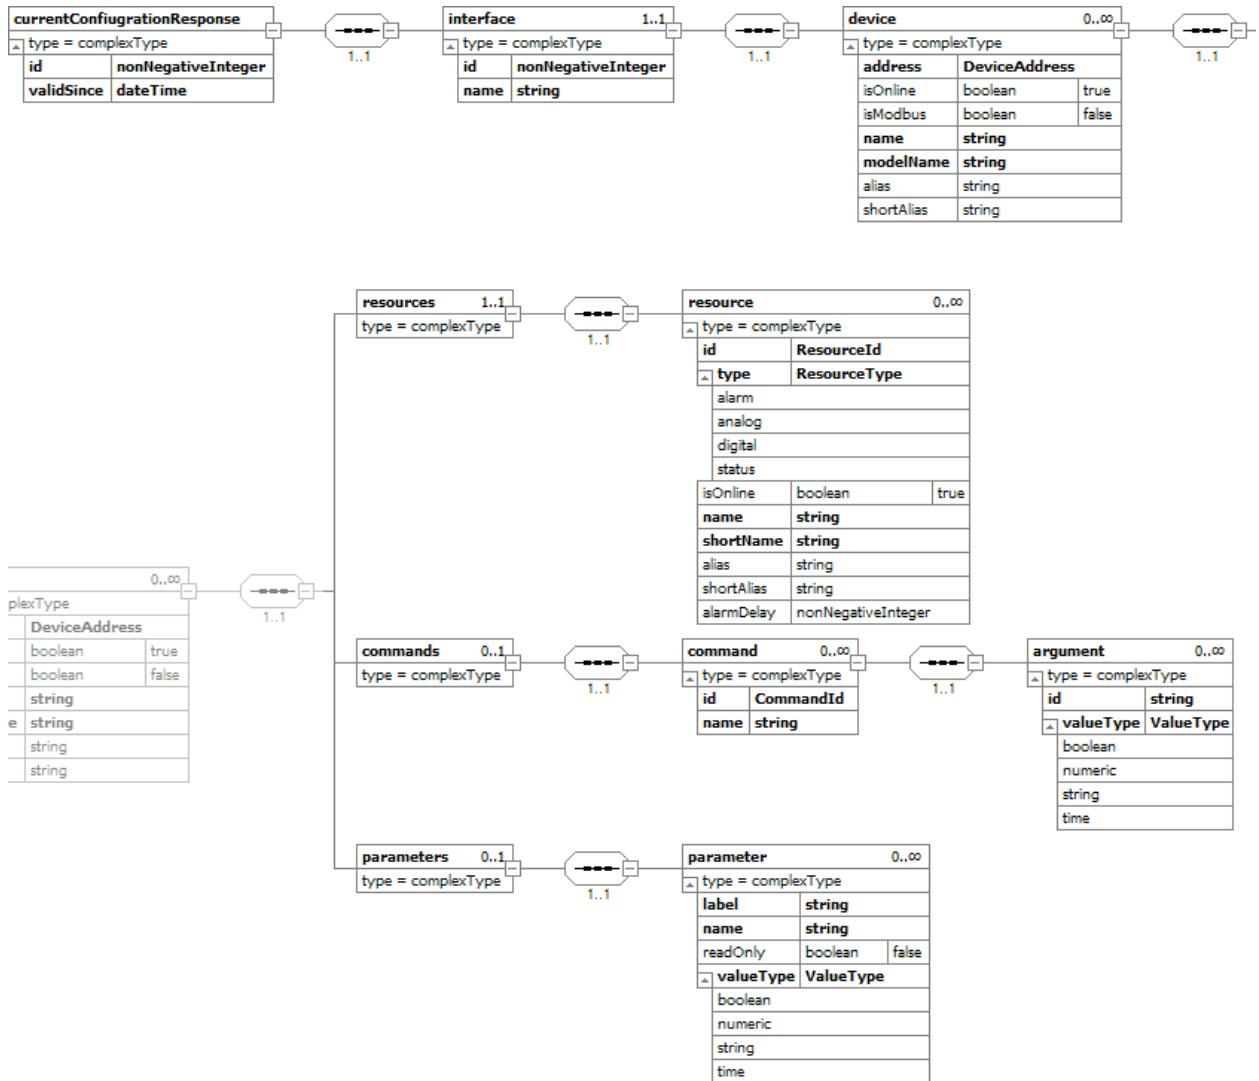 currentConfiugrationResponse
type = complexType
id nonNegativeInteger
validSince dateTime
1..1
interface 1..1
type = complexType
id nonNegativeInteger
name string
1..1
device 0..∞
type = complexType
address DeviceAddress
isOnline boolean true
isModbus boolean false
name string
modelName string
alias string
shortAlias string
1..1
0..∞
plexType
DeviceAddress
boolean true
boolean false
string
e string
string
string
1..1
resources 1..1
type = complexType
1..1
resource 0..∞
type = complexType
id ResourceId
type ResourceType
alarm
analog
digital
status
isOnline boolean true
name string
shortName string
alias string
shortAlias string
alarmDelay nonNegativeInteger
commands 0..1
type = complexType
1..1
command 0..∞
type = complexType
id CommandId
name string
1..1
argument 0..∞
type = complexType
id string
valueType ValueType
boolean
numeric
string
time
parameters 0..1
type = complexType
1..1
parameter 0..∞
type = complexType
label string
name string
readOnly boolean false
valueType ValueType
boolean
numeric
string
time